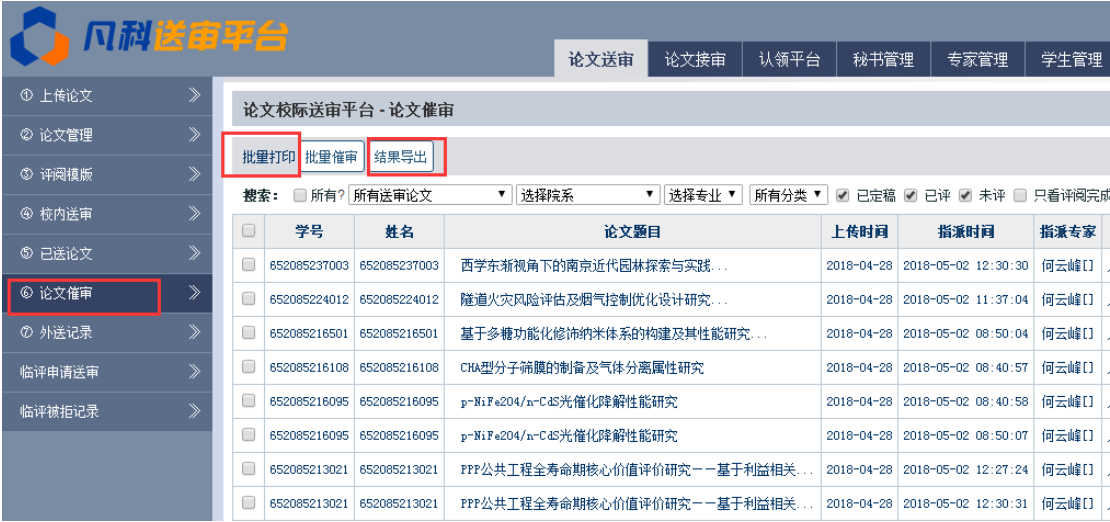 凡科送审平台
论文送审 论文接审 认领平台 秘书管理 专家管理 学生管理
① 上传论文
② 论文管理
③ 评阅模版
④ 校内送审
⑤ 已送论文
⑥ 论文催审
⑦ 外送记录
临评申请送审
临评被拒记录
论文校际送审平台 - 论文催审
批量打印 批量催审 结果导出
搜索： 所有? 所有送审论文 选择院系 选择专业 所有分类 已定稿 已评 未评 只看评阅完成
学号 姓名 论文题目 上传时间 指派时间 指派专家
652085237003 652085237003 西学东渐视角下的南京近代园林探索与实践... 2018-04-28 2018-05-02 12:30:30 何云峰[]
652085224012 652085224012 隧道火灾风险评估及烟气控制优化设计研究... 2018-04-28 2018-05-02 11:37:04 何云峰[]
652085216501 652085216501 基于多糖功能化修饰纳米体系的构建及其性能研究... 2018-04-28 2018-05-02 08:50:04 何云峰[]
652085216108 652085216108 CHA型分子筛膜的制备及气体分离属性研究 2018-04-28 2018-05-02 08:40:57 何云峰[]
652085216095 652085216095 p-NiFe2O4/n-CdS光催化降解性能研究 2018-04-28 2018-05-02 08:40:58 何云峰[]
652085216095 652085216095 p-NiFe2O4/n-CdS光催化降解性能研究 2018-04-28 2018-05-02 08:50:07 何云峰[]
652085213021 652085213021 PPP公共工程全寿命期核心价值评价研究——基于利益相关... 2018-04-28 2018-05-02 12:27:24 何云峰[]
652085213021 652085213021 PPP公共工程全寿命期核心价值评价研究——基于利益相关... 2018-04-28 2018-05-02 12:30:31 何云峰[]